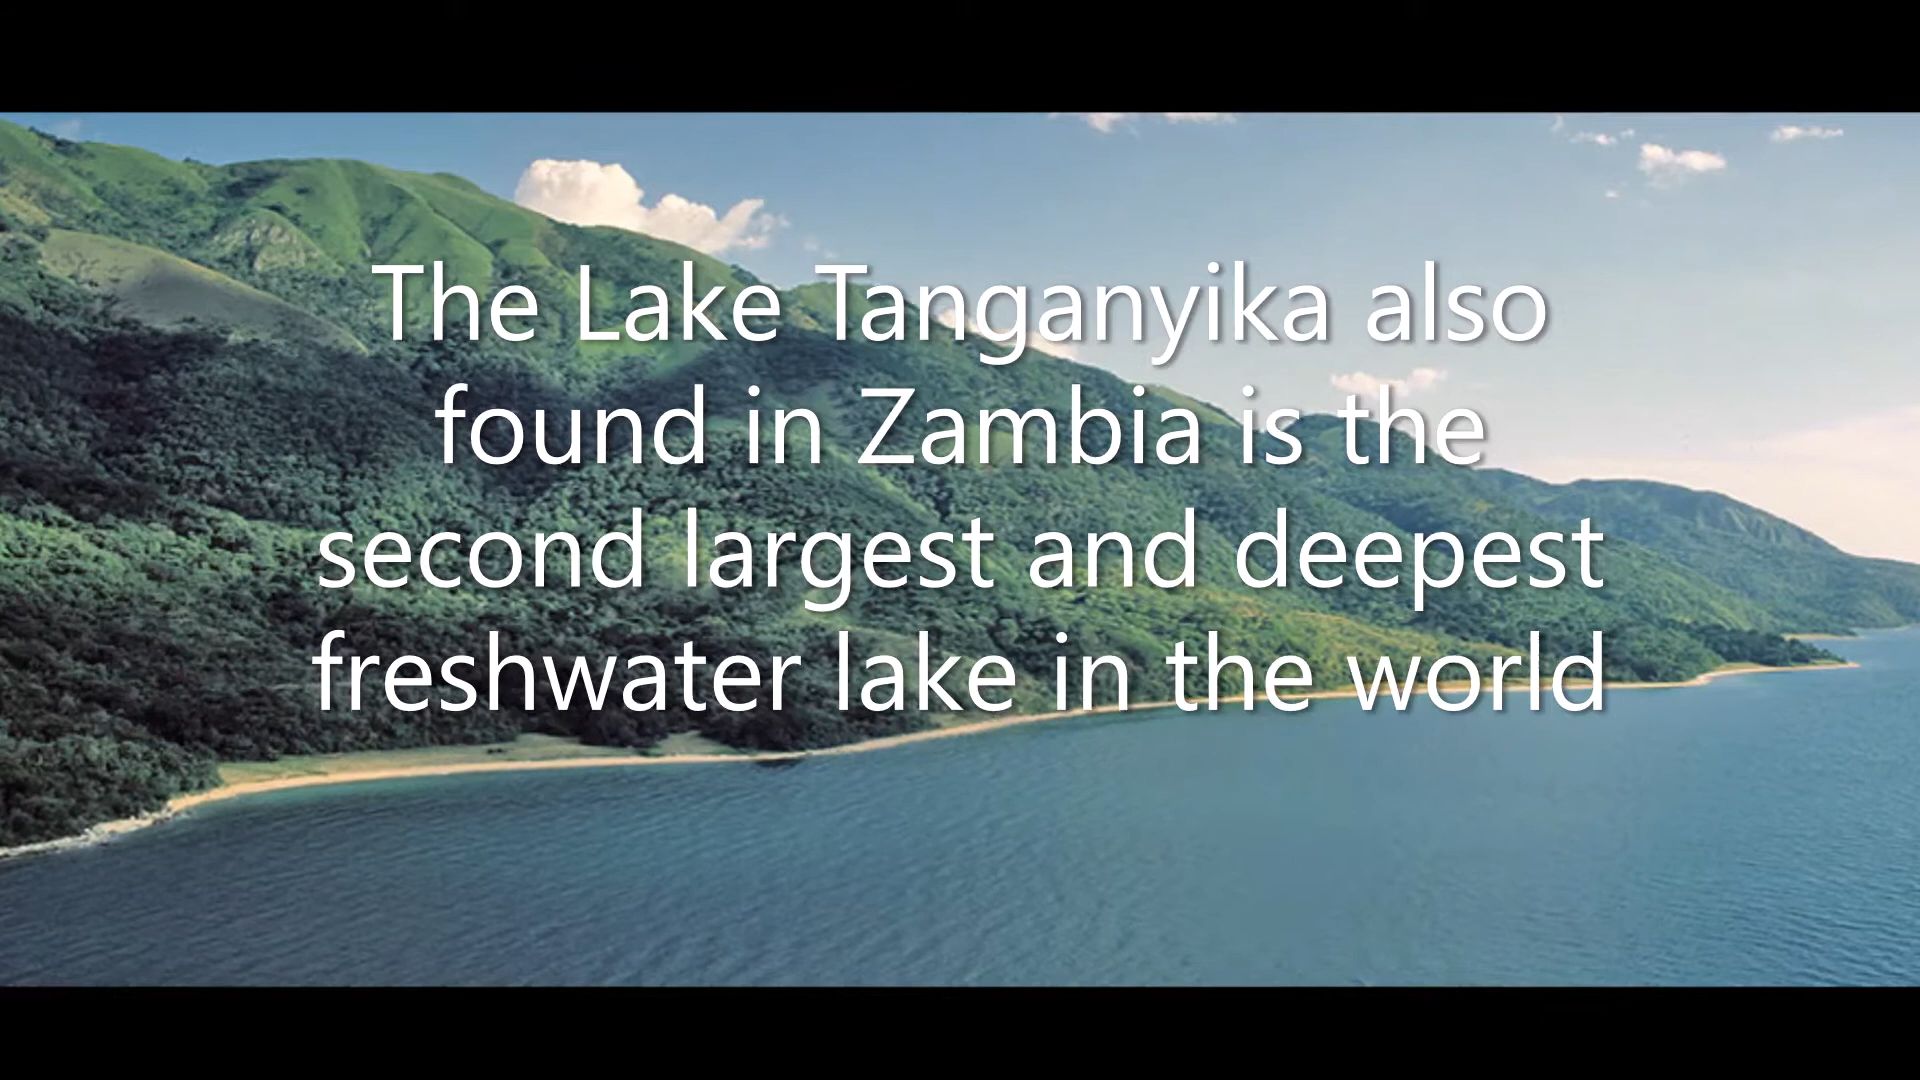 The Lake Tanganyika also
found in Zambia is the
second largest and deepest
freshwater lake in the world